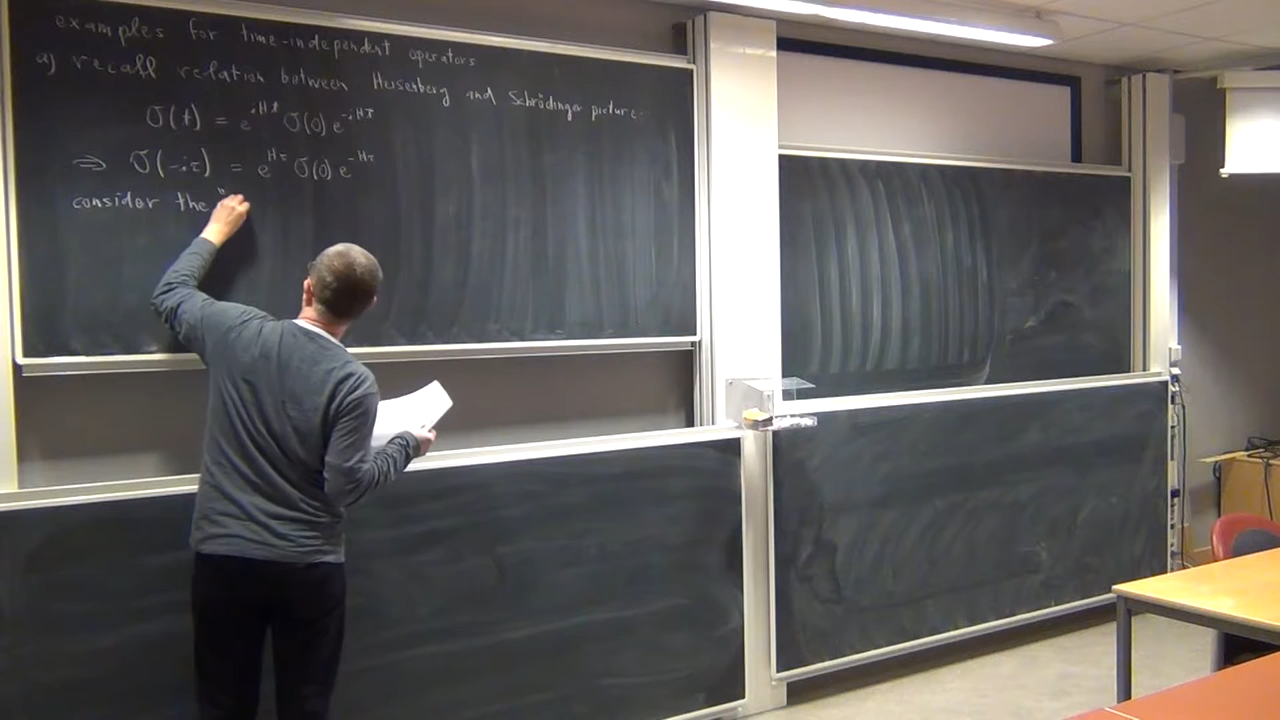 examples for time-independent operators
a) recall relation between Heisenberg and Schrödinger picture
O(t) = e^{iHt} O(0) e^{-iHt}
⇒ O(-iτ) = e^{Hτ} O(0) e^{-Hτ}
consider the "